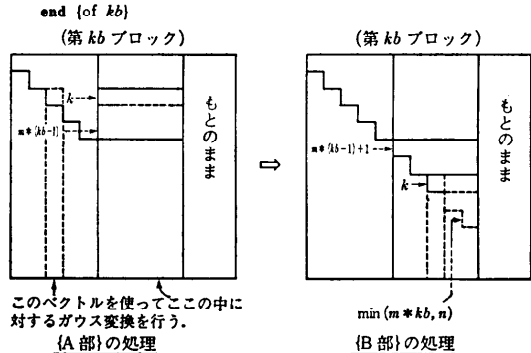 end {of kb}
(第 kb ブロック)
(第 kb ブロック)
k
m*(kb-1)
もとのまま
⇨
m*(kb-1)+1
k
もとのまま
min(m*kb, n)
このベクトルを使ってここの中に
対するガウス変換を行う.
{A 部}の処理
{B 部}の処理